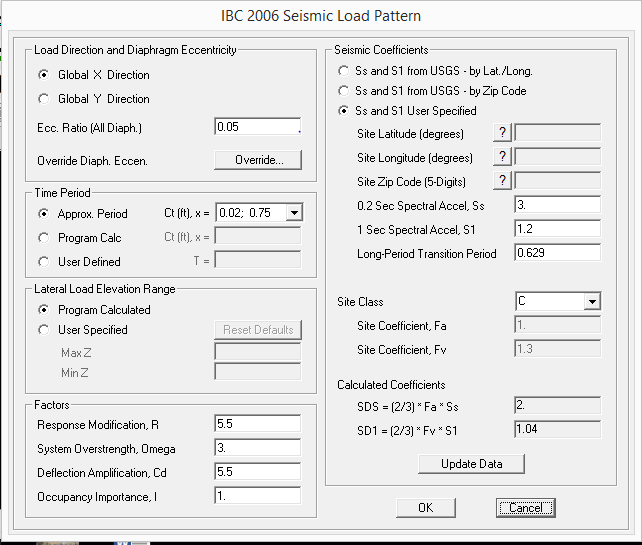 IBC 2006 Seismic Load Pattern
Load Direction and Diaphragm Eccentricity
Global X Direction
Global Y Direction
Ecc. Ratio (All Diaph.) 0.05
Override Diaph. Eccen. Override...
Time Period
Approx. Period Ct (ft), x = 0.02; 0.75
Program Calc Ct (ft), x =
User Defined T =
Lateral Load Elevation Range
Program Calculated
User Specified Reset Defaults
Max Z
Min Z
Factors
Response Modification, R 5.5
System Overstrength, Omega 3.
Deflection Amplification, Cd 5.5
Occupancy Importance, I 1.
Seismic Coefficients
Ss and S1 from USGS - by Lat./Long.
Ss and S1 from USGS - by Zip Code
Ss and S1 User Specified
Site Latitude (degrees) ?
Site Longitude (degrees) ?
Site Zip Code (5-Digits) ?
0.2 Sec Spectral Accel, Ss 3.
1 Sec Spectral Accel, S1 1.2
Long-Period Transition Period 0.629
Site Class C
Site Coefficient, Fa 1.
Site Coefficient, Fv 1.3
Calculated Coefficients
SDS = (2/3) * Fa * Ss 2.
SD1 = (2/3) * Fv * S1 1.04
Update Data
OK Cancel